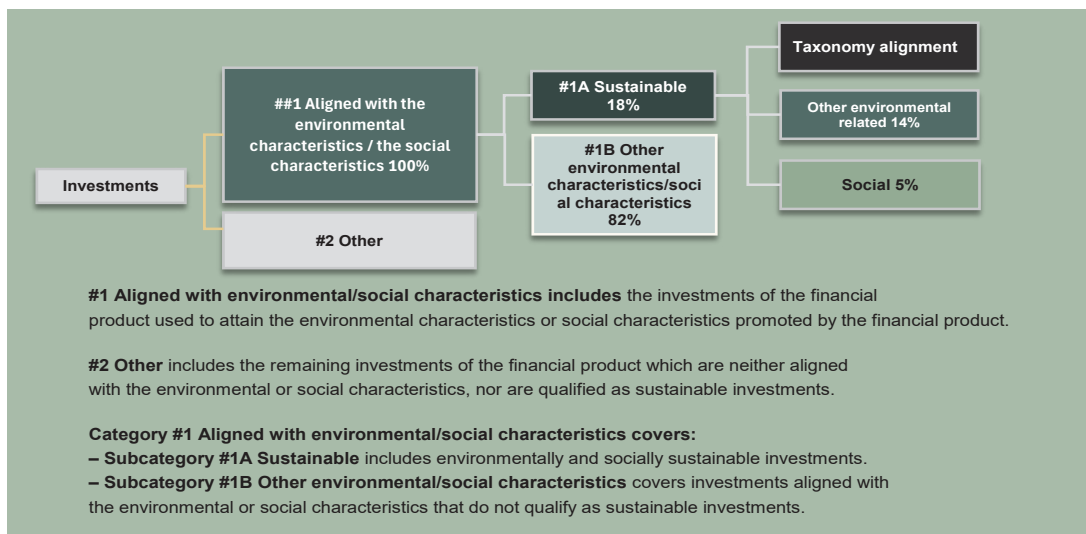 Investments
##1 Aligned with the
environmental
characteristics / the social
characteristics 100%
#2 Other
#1A Sustainable
18%
#1B Other
environmental
characteristics/soci
al characteristics
82%
Taxonomy alignment
Other environmental
related 14%
Social 5%
#1 Aligned with environmental/social characteristics includes the investments of the financial
product used to attain the environmental characteristics or social characteristics promoted by the financial product.
#2 Other includes the remaining investments of the financial product which are neither aligned
with the environmental or social characteristics, nor are qualified as sustainable investments.
Category #1 Aligned with environmental/social characteristics covers:
– Subcategory #1A Sustainable includes environmentally and socially sustainable investments.
– Subcategory #1B Other environmental/social characteristics covers investments aligned with
the environmental or social characteristics that do not qualify as sustainable investments.